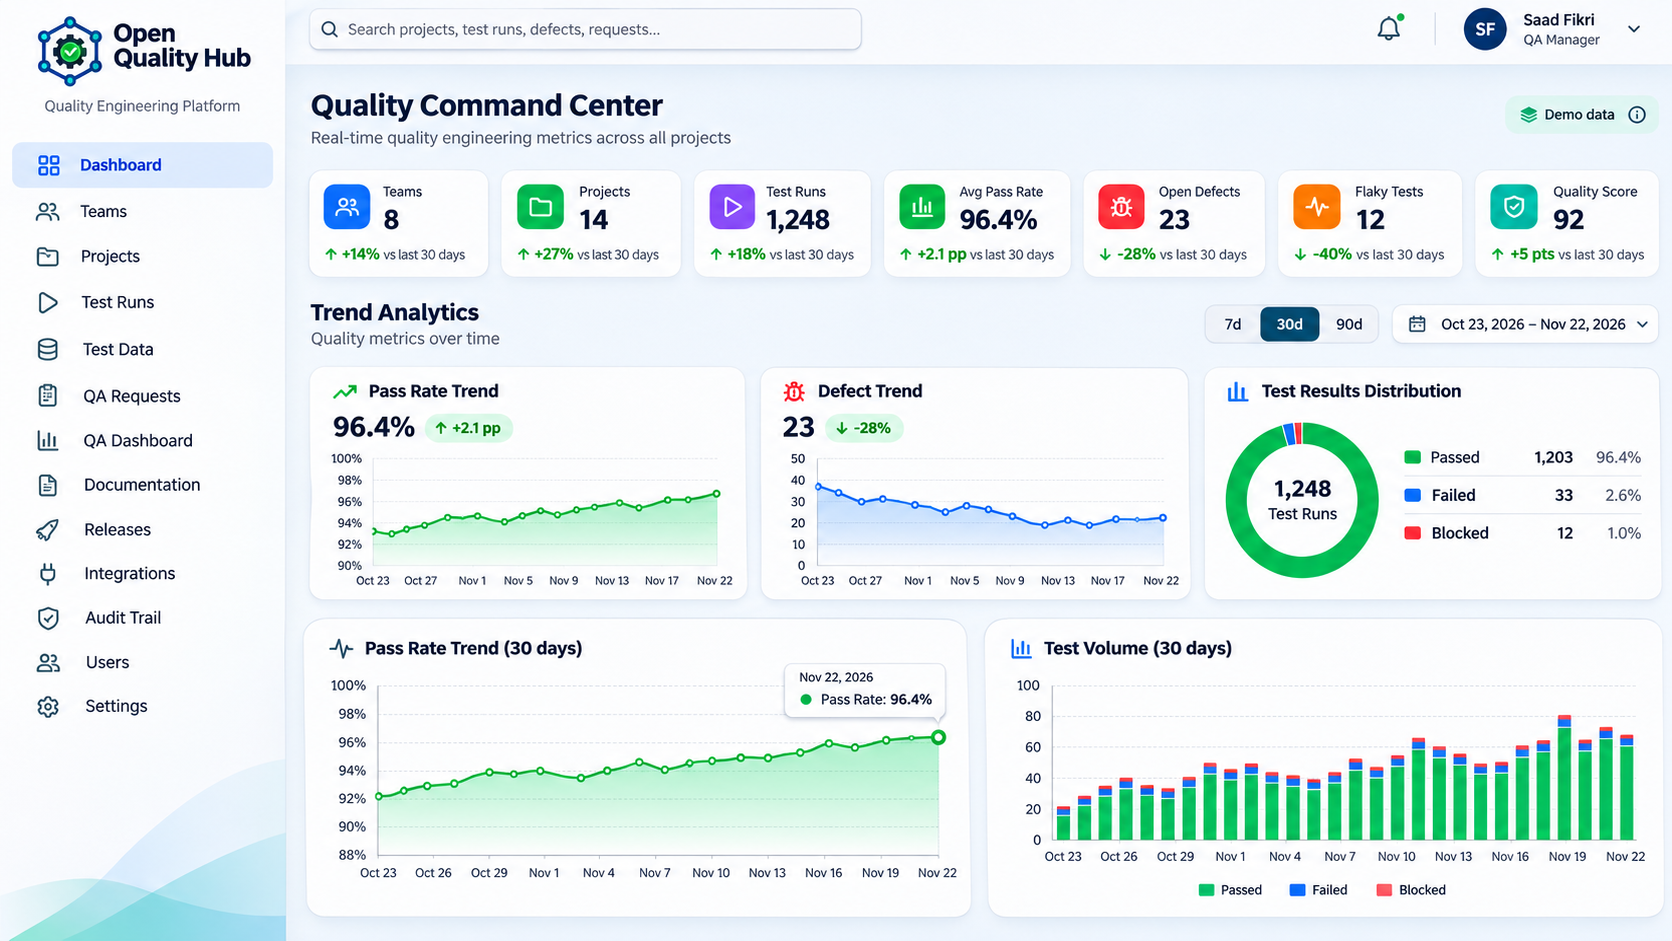 Open
Quality Hub
Quality Engineering Platform
Dashboard
Teams
Projects
Test Runs
Test Data
QA Requests
QA Dashboard
Documentation
Releases
Integrations
Audit Trail
Users
Settings
Search projects, test runs, defects, requests...
SF
Saad Fikri
QA Manager
Quality Command Center
Real-time quality engineering metrics across all projects
Demo data
Teams
8
+14% vs last 30 days
Projects
14
+27% vs last 30 days
Test Runs
1,248
+18% vs last 30 days
Avg Pass Rate
96.4%
+2.1 pp vs last 30 days
Open Defects
23
-28% vs last 30 days
Flaky Tests
12
-40% vs last 30 days
Quality Score
92
+5 pts vs last 30 days
Trend Analytics
Quality metrics over time
7d 30d 90d
Oct 23, 2026 – Nov 22, 2026
Pass Rate Trend
96.4% +2.1 pp
100%
98%
96%
94%
92%
90%
Oct 23 Oct 27 Nov 1 Nov 5 Nov 9 Nov 13 Nov 17 Nov 22
Defect Trend
23 -28%
50
40
30
20
10
0
Oct 23 Oct 27 Nov 1 Nov 5 Nov 9 Nov 13 Nov 17 Nov 22
Test Results Distribution
1,248
Test Runs
Passed 1,203 96.4%
Failed 33 2.6%
Blocked 12 1.0%
Pass Rate Trend (30 days)
Nov 22, 2026
Pass Rate: 96.4%
100%
98%
96%
94%
92%
90%
88%
Oct 23 Oct 26 Oct 29 Nov 1 Nov 4 Nov 7 Nov 10 Nov 13 Nov 16 Nov 19 Nov 22
Test Volume (30 days)
100
80
60
40
20
0
Oct 23 Oct 26 Oct 29 Nov 1 Nov 4 Nov 7 Nov 10 Nov 13 Nov 16 Nov 19 Nov 22
Passed Failed Blocked